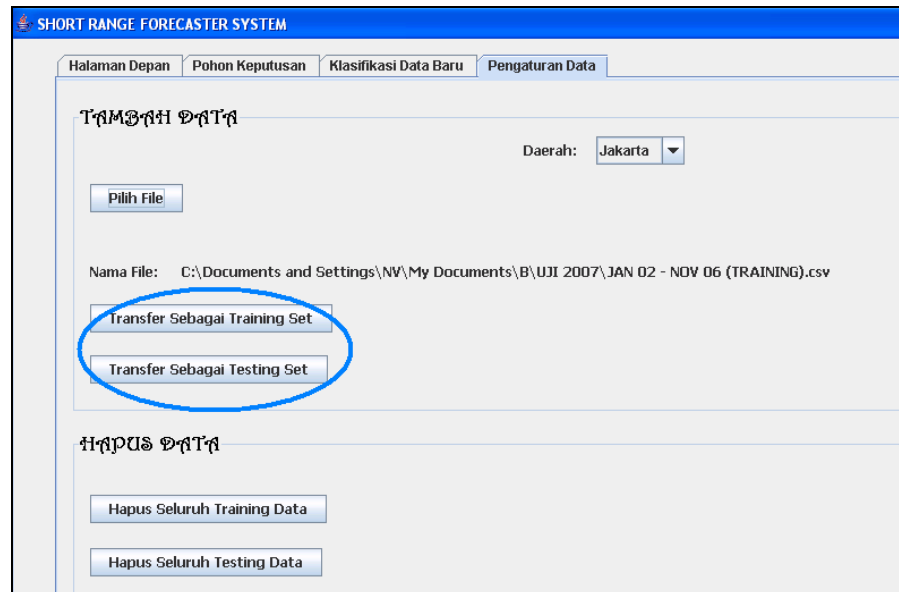 SHORT RANGE FORECASTER SYSTEM
Halaman Depan Pohon Keputusan Klasifikasi Data Baru Pengaturan Data
TAMBAH DATA
Daerah: Jakarta
Pilih File
Nama File: C:\Documents and Settings\NV\My Documents\B\UJI 2007\JAN 02 - NOV 06 (TRAINING).csv
Transfer Sebagai Training Set
Transfer Sebagai Testing Set
HAPUS DATA
Hapus Seluruh Training Data
Hapus Seluruh Testing Data